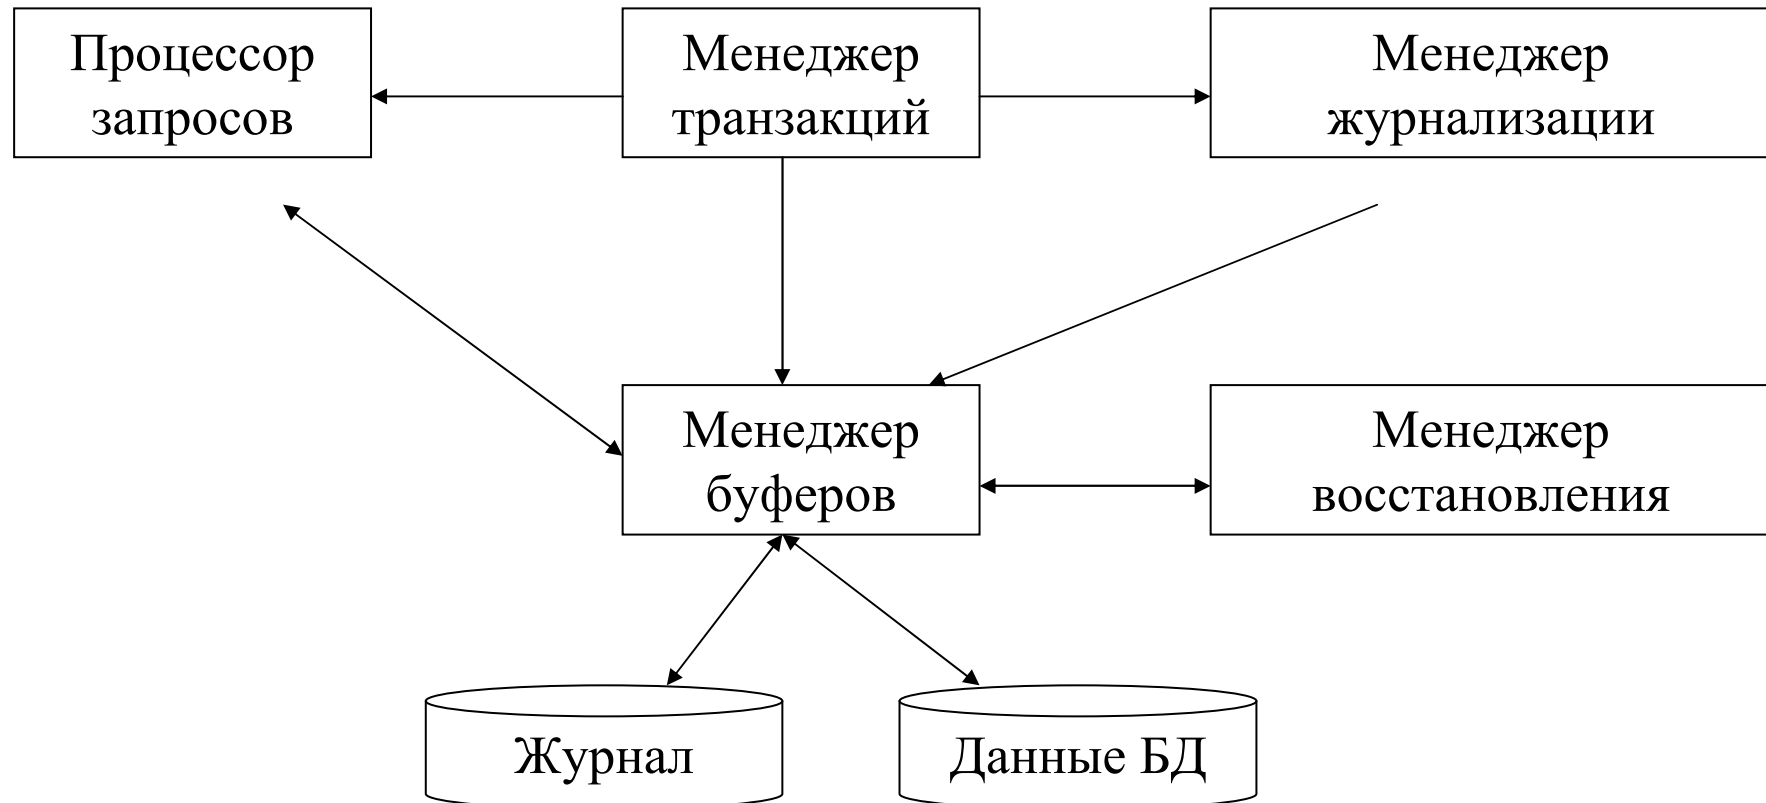 Процессор
запросов
Менеджер
транзакций
Менеджер
журнализации
Менеджер
буферов
Менеджер
восстановления
Журнал
Данные БД